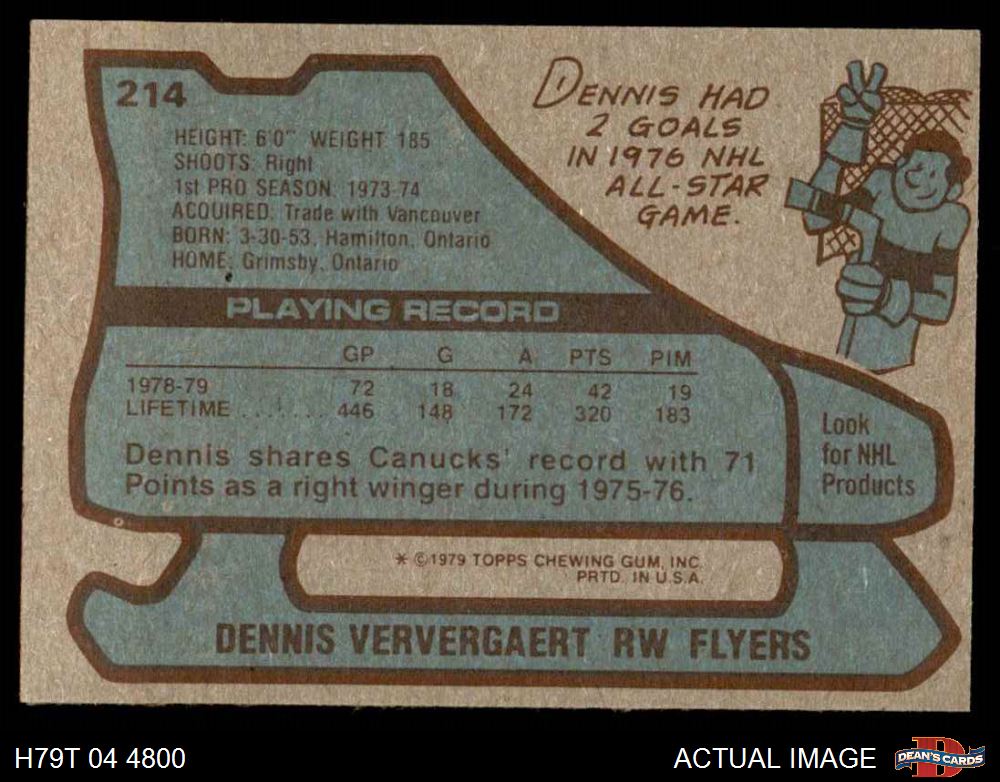 214
HEIGHT: 6'0" WEIGHT 185
SHOOTS: Right
1st PRO SEASON: 1973-74
ACQUIRED: Trade with Vancouver
BORN: 3-30-53, Hamilton, Ontario
HOME: Grimsby, Ontario
DENNIS HAD
2 GOALS
IN 1976 NHL
ALL-STAR
GAME.
PLAYING RECORD
GP G A PTS PIM
1978-79 72 18 24 42 19
LIFETIME ........ 446 148 172 320 183
Dennis shares Canucks' record with 71
Points as a right winger during 1975-76.
Look
for NHL
Products
* ©1979 TOPPS CHEWING GUM, INC.
PRTD. IN U.S.A.
DENNIS VERVERGAERT RW FLYERS
H79T 04 4800
ACTUAL IMAGE
D
DEAN'S CARDS